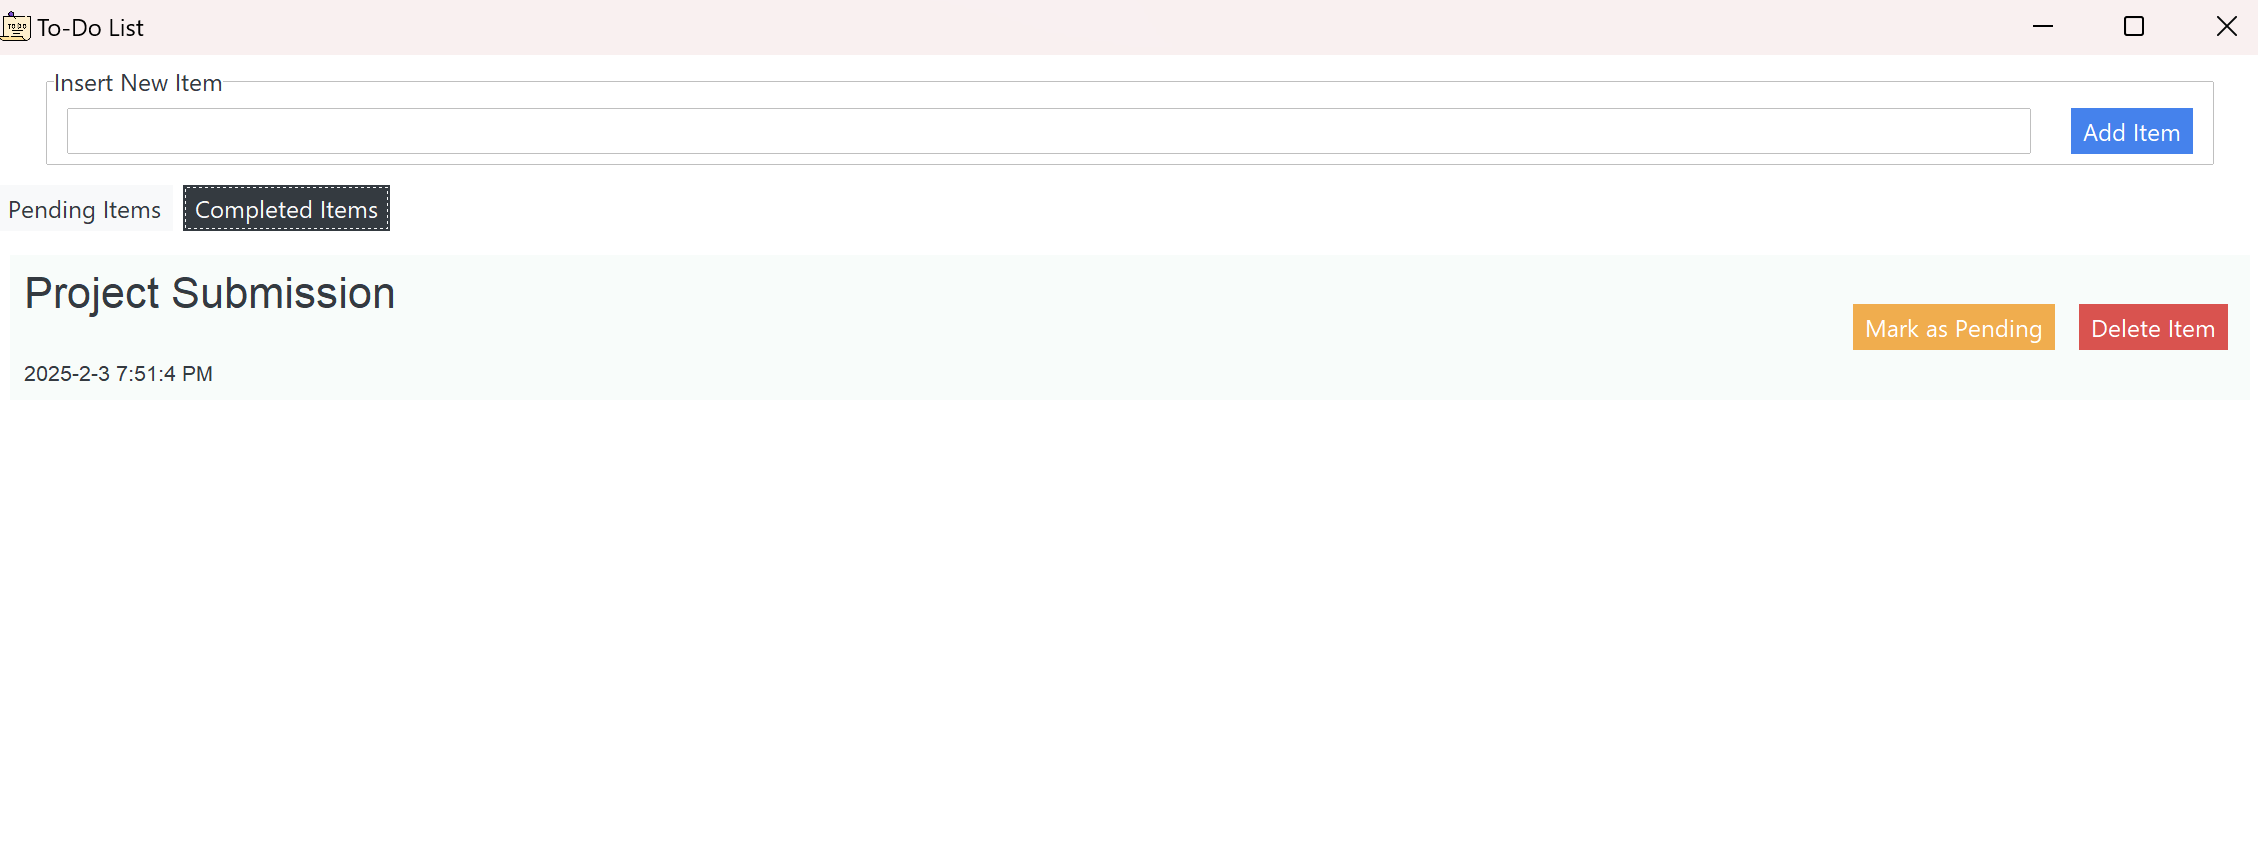 To-Do List
Insert New Item
Add Item
Pending Items
Completed Items
Project Submission
Mark as Pending
Delete Item
2025-2-3 7:51:4 PM